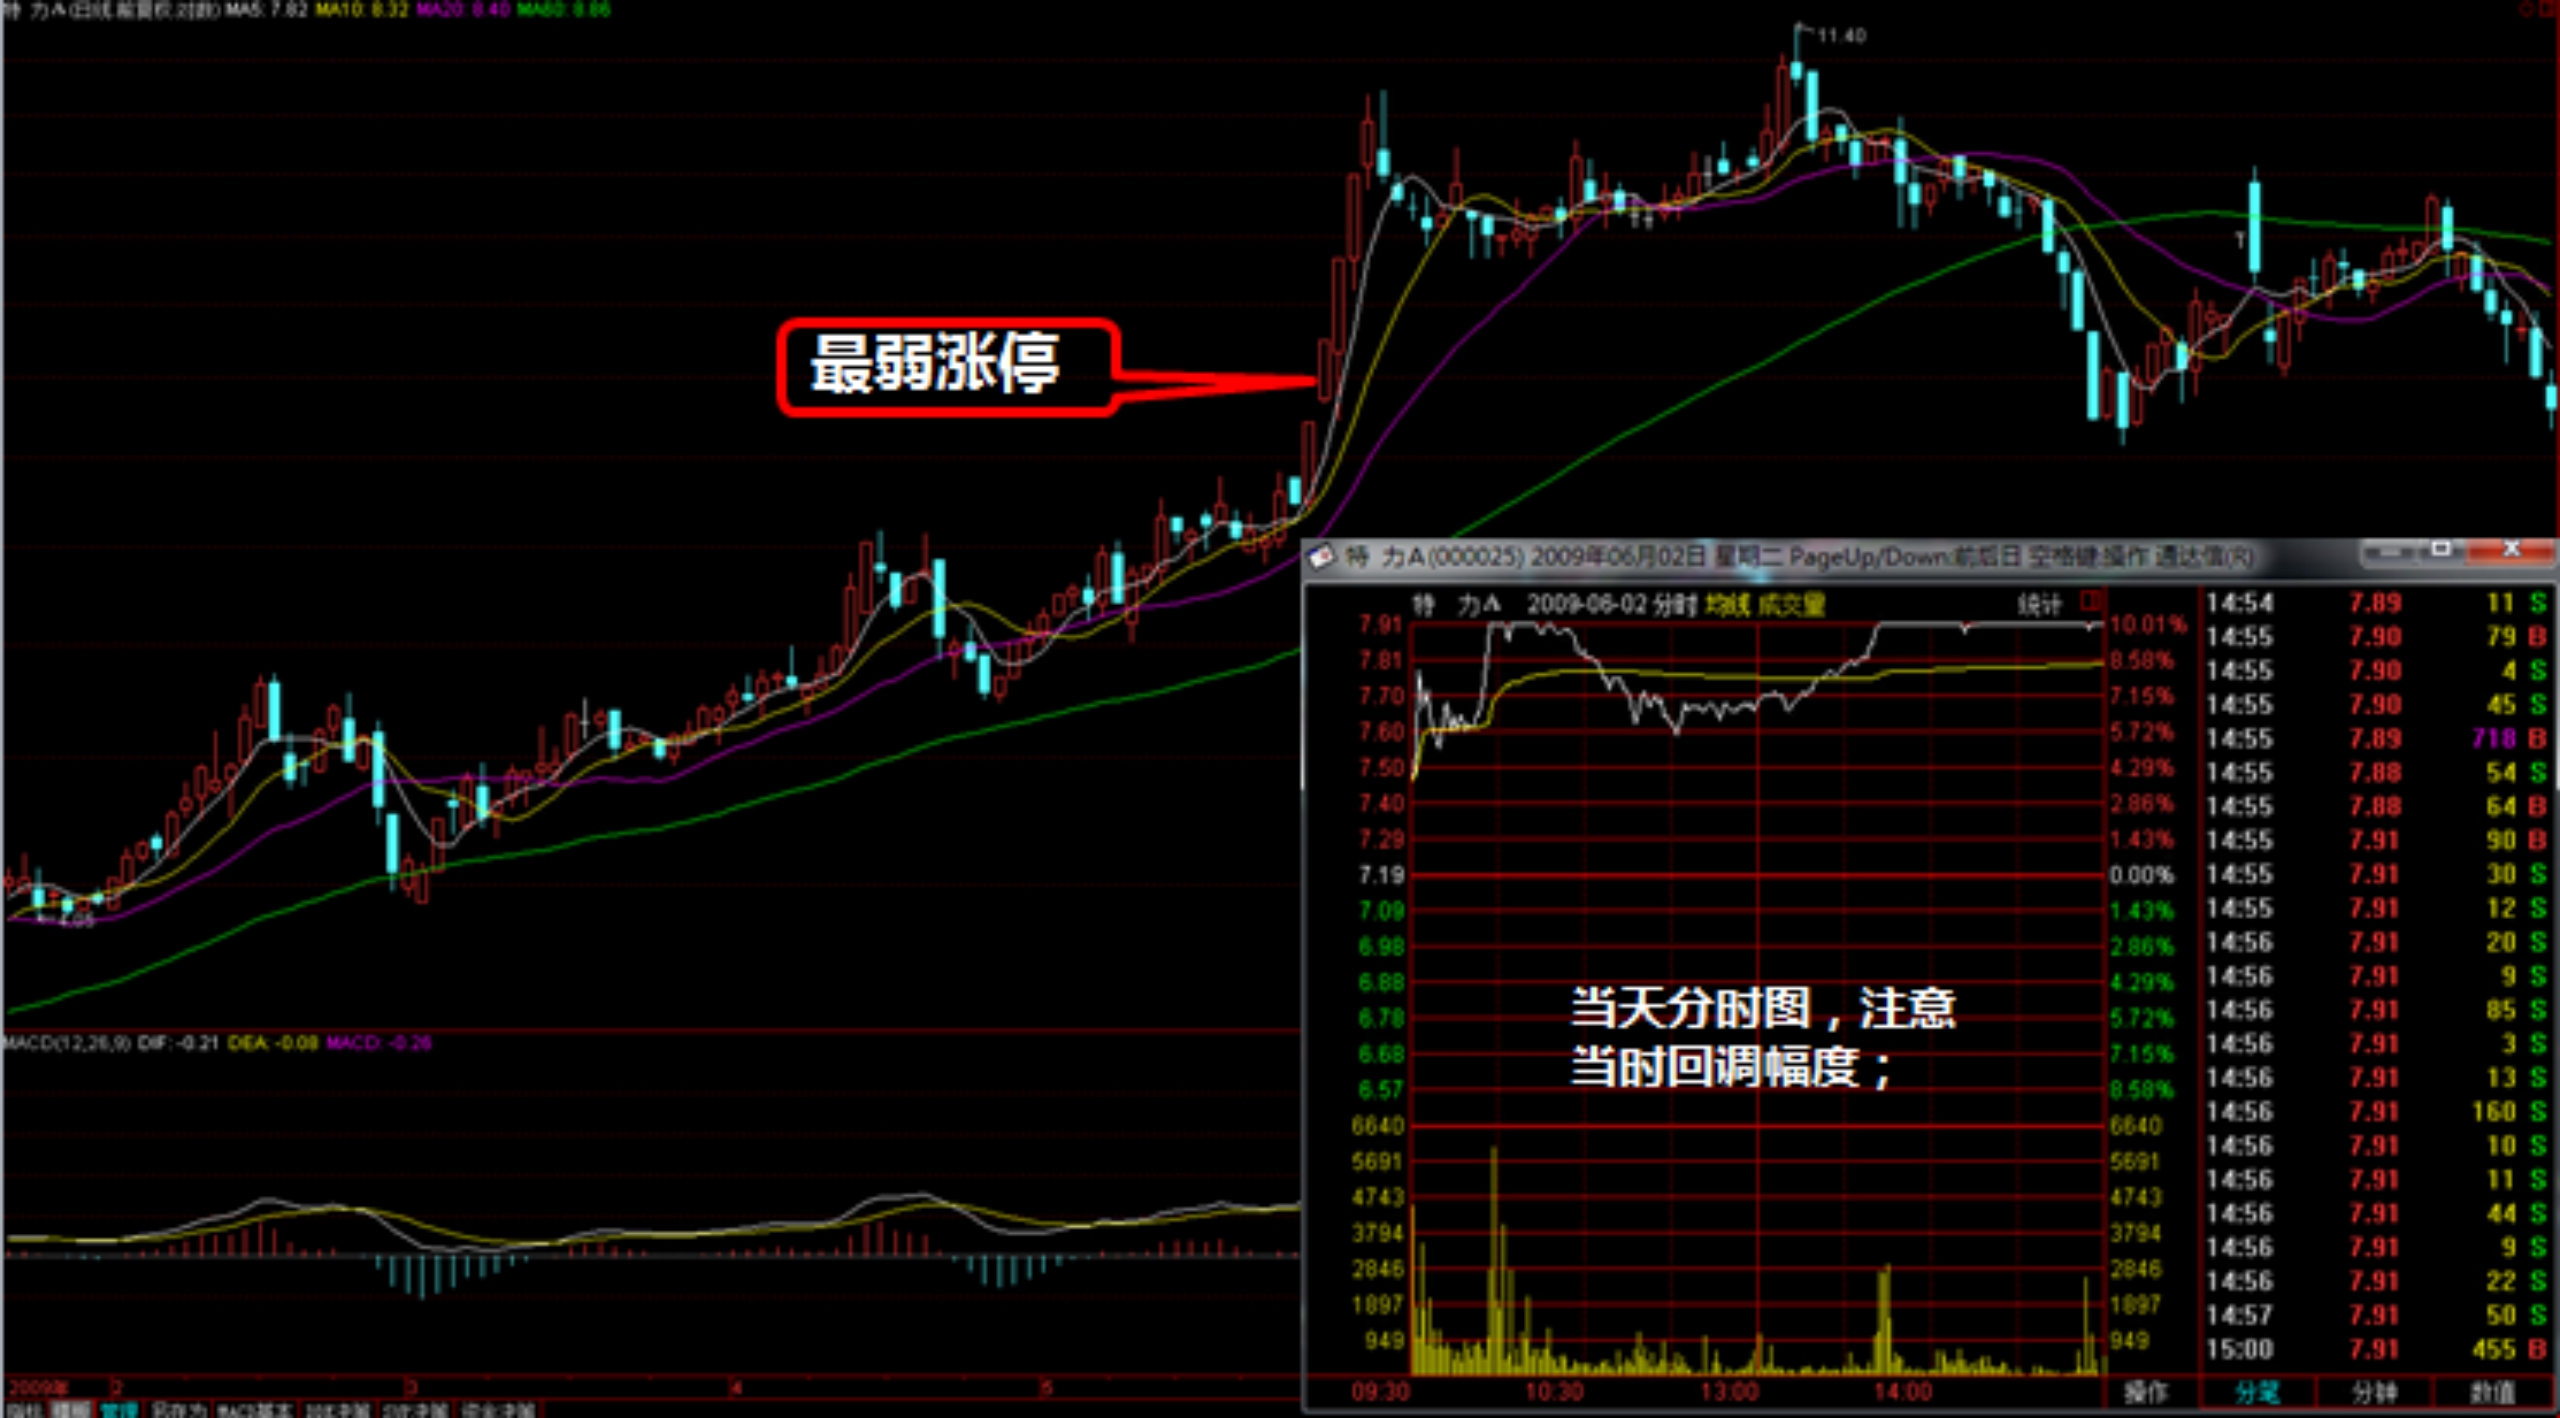 特 力A(日线.前复权.对数) MA5: 7.82 MA10: 8.32 MA20: 8.40 MA60: 8.86
11.40
最弱涨停
4.05
MACD(12,26,9) DIF: -0.21 DEA: -0.08 MACD: -0.26
2009年 2 3 4 5
管理
特 力A(000025) 2009年06月02日 星期二 PageUp/Down:前后日 空格键:操作 通达信(R)
特 力A 2009-06-02 分时 均线 成交量 统计
7.91 10.01%
7.81 8.58%
7.70 7.15%
7.60 5.72%
7.50 4.29%
7.40 2.86%
7.29 1.43%
7.19 0.00%
7.09 1.43%
6.98 2.86%
6.88 4.29%
6.78 5.72%
6.68 7.15%
6.57 8.58%
6640 6640
5691 5691
4743 4743
3794 3794
2846 2846
1897 1897
949 949
当天分时图，注意
当时回调幅度；
09:30 10:30 13:00 14:00
14:54 7.89 11 S
14:55 7.90 79 B
14:55 7.90 4 S
14:55 7.90 45 S
14:55 7.89 718 B
14:55 7.88 54 S
14:55 7.88 64 B
14:55 7.91 90 B
14:55 7.91 30 S
14:55 7.91 12 S
14:56 7.91 20 S
14:56 7.91 9 S
14:56 7.91 85 S
14:56 7.91 3 S
14:56 7.91 13 S
14:56 7.91 160 S
14:56 7.91 10 S
14:56 7.91 11 S
14:56 7.91 44 S
14:56 7.91 9 S
14:56 7.91 22 S
14:57 7.91 50 S
15:00 7.91 455 B
操作 分笔 分钟 数值